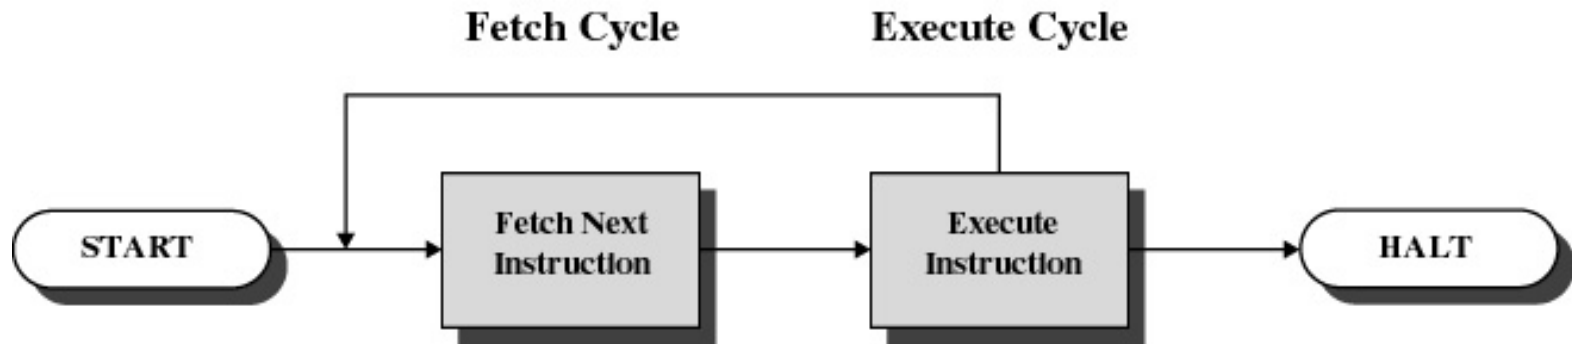 Fetch Cycle
Execute Cycle
START
Fetch Next
Instruction
Execute
Instruction
HALT